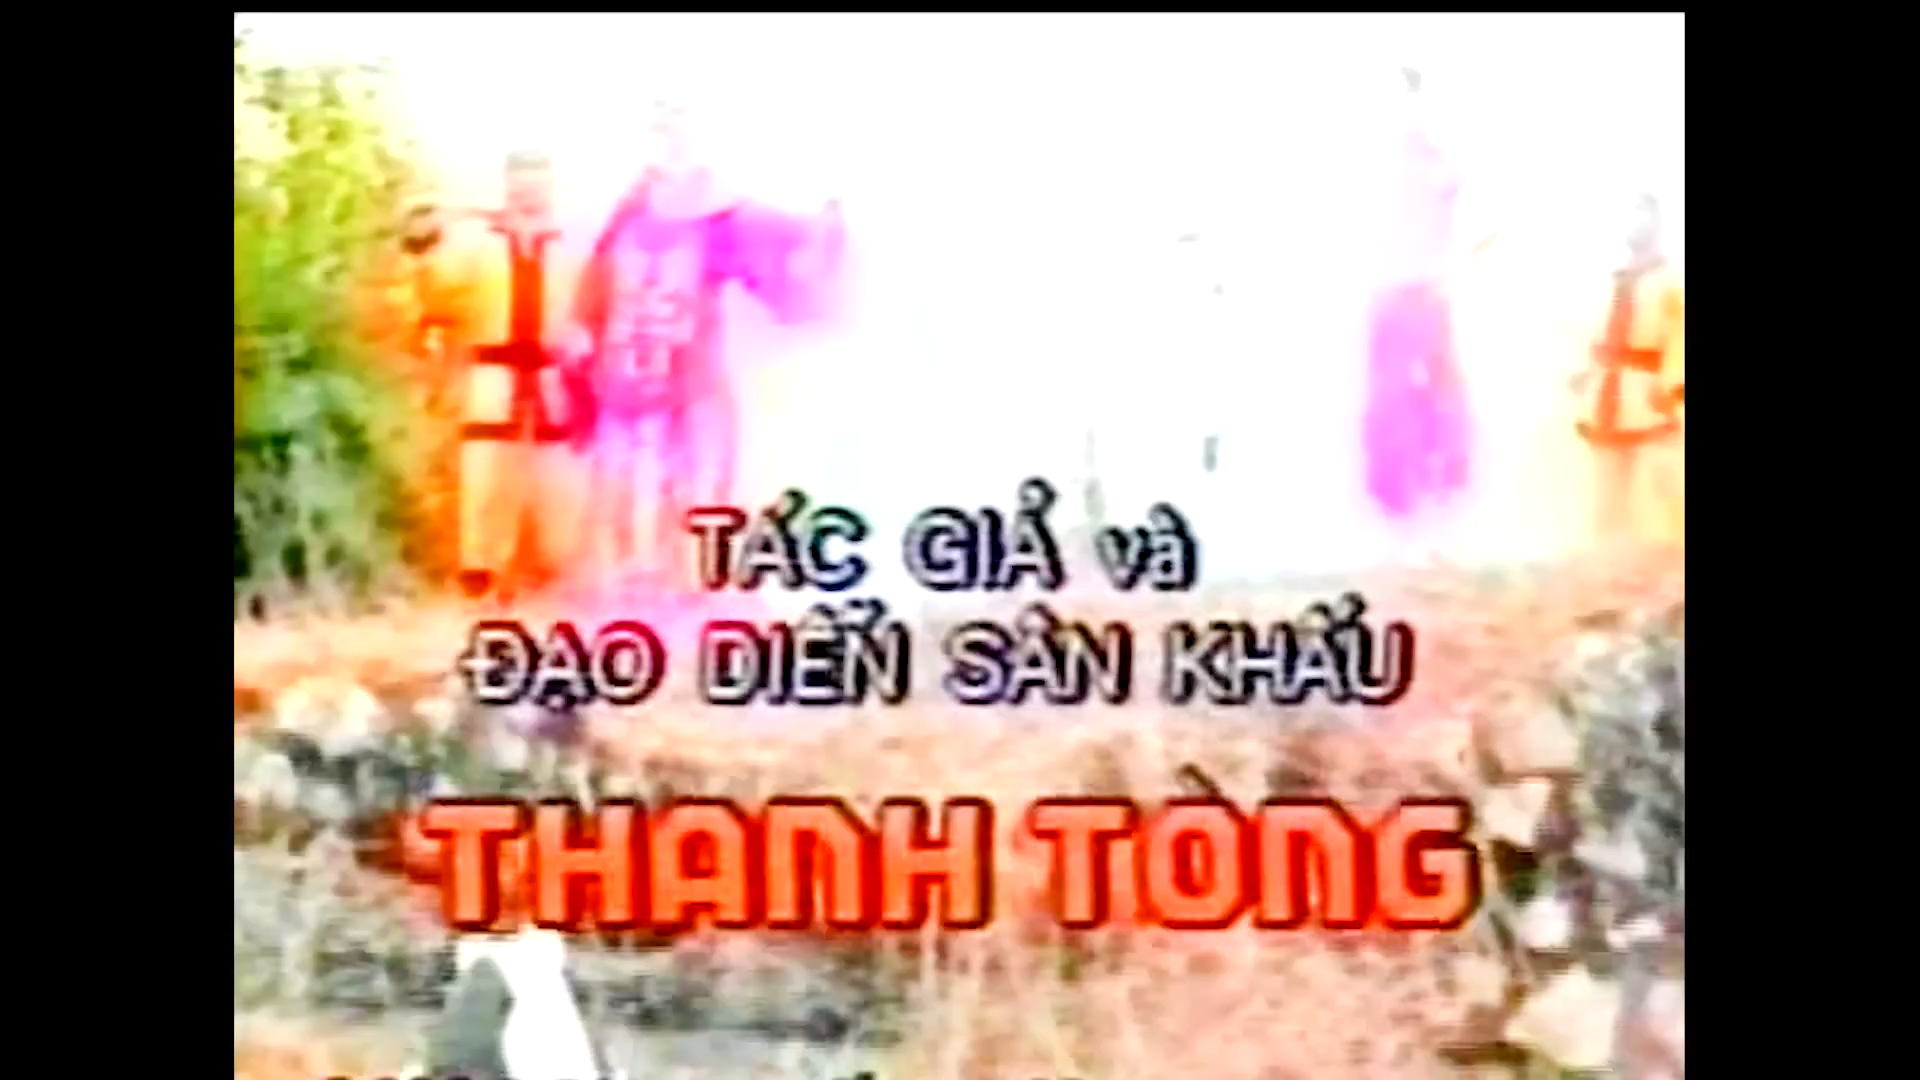 TÁC GIẢ và
ĐẠO DIỄN SÂN KHẤU
THANH TÒNG